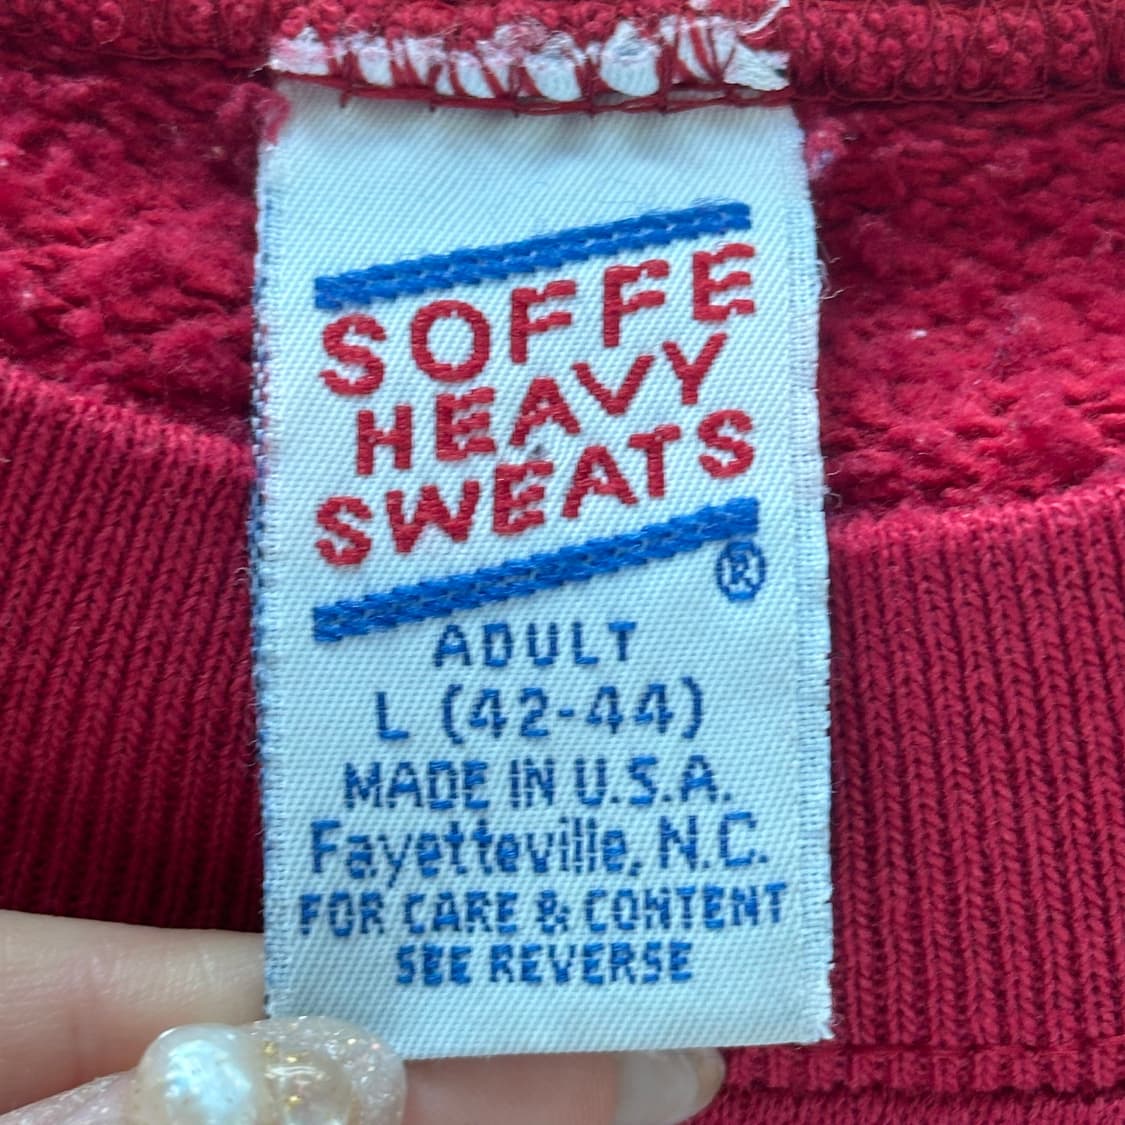 SOFFE
HEAVY
SWEATS
®
ADULT
L (42-44)
MADE IN U.S.A.
Fayetteville, N.C.
FOR CARE & CONTENT
SEE REVERSE